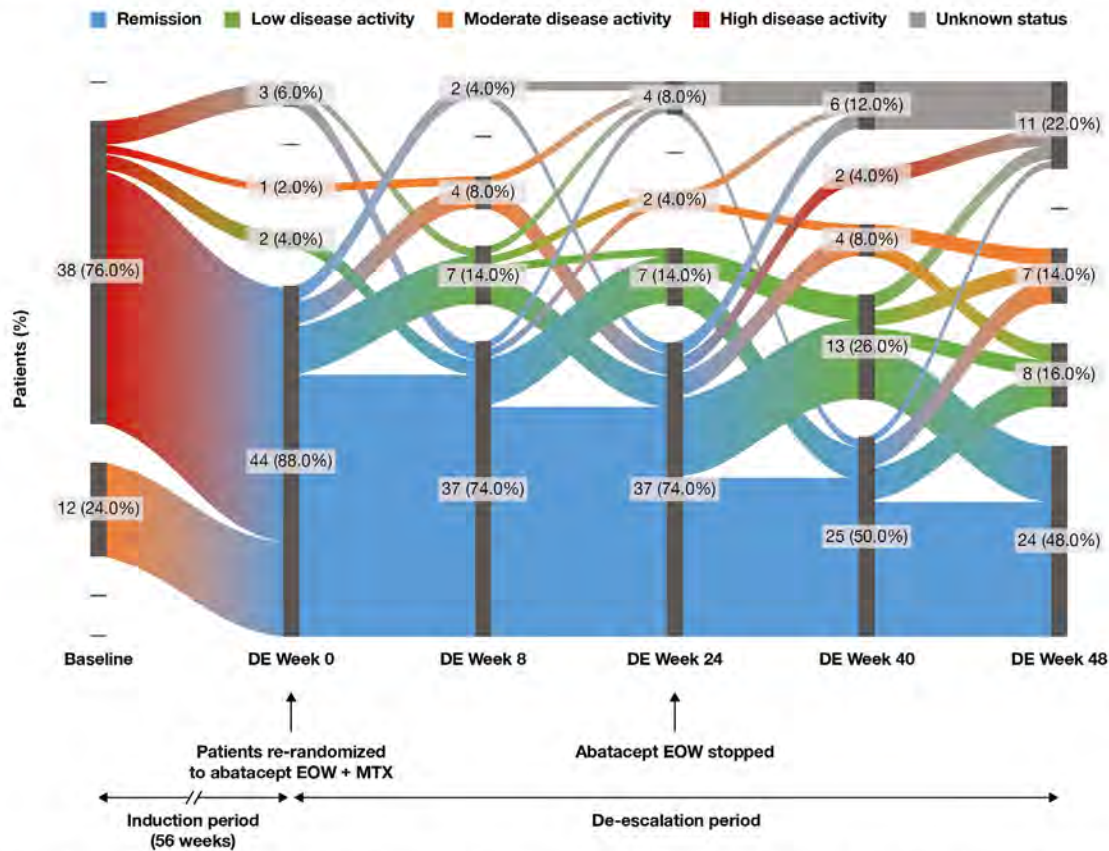 Remission Low disease activity Moderate disease activity High disease activity Unknown status
3 (6.0%) 2 (4.0%) 4 (8.0%) 6 (12.0%) 11 (22.0%)
1 (2.0%) 4 (8.0%) 2 (4.0%) 2 (4.0%)
2 (4.0%) 4 (8.0%)
38 (76.0%) 7 (14.0%) 7 (14.0%) 7 (14.0%)
13 (26.0%) 8 (16.0%)
Patients (%)
44 (88.0%)
12 (24.0%) 37 (74.0%) 37 (74.0%) 25 (50.0%) 24 (48.0%)
Baseline DE Week 0 DE Week 8 DE Week 24 DE Week 40 DE Week 48
Patients re-randomized Abatacept EOW stopped
to abatacept EOW + MTX
Induction period De-escalation period
(56 weeks)